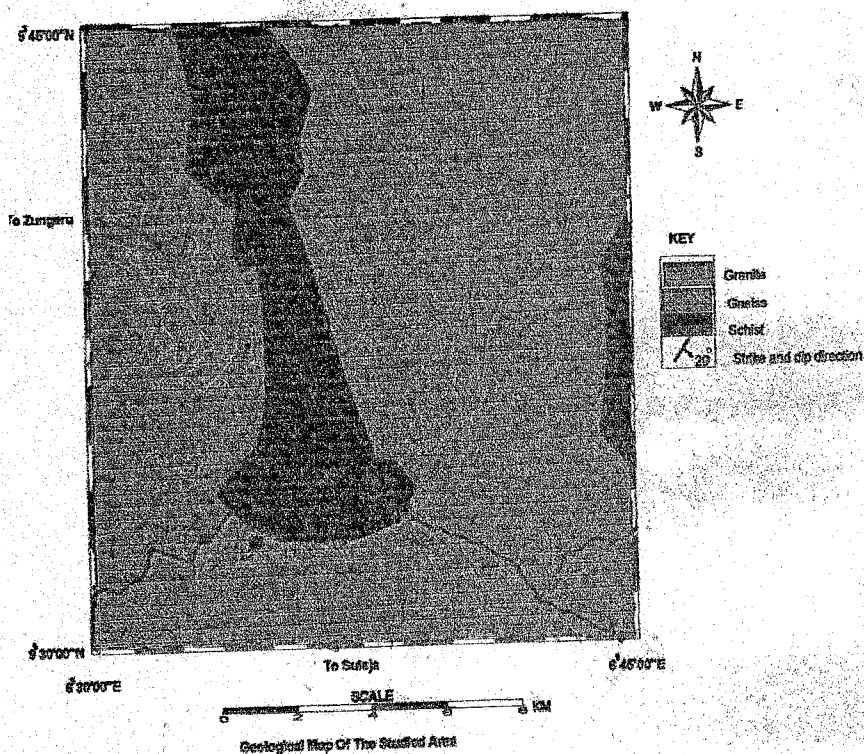 9°45'00"N
N
W E
S
To Zungeru
KEY
Granite
Gneiss
Schist
20° Strike and dip direction
9°30'00"N
To Suleja
6°30'00"E
6°45'00"E
SCALE
0 2 4 6 8 KM
Geological Map Of The Studied Area